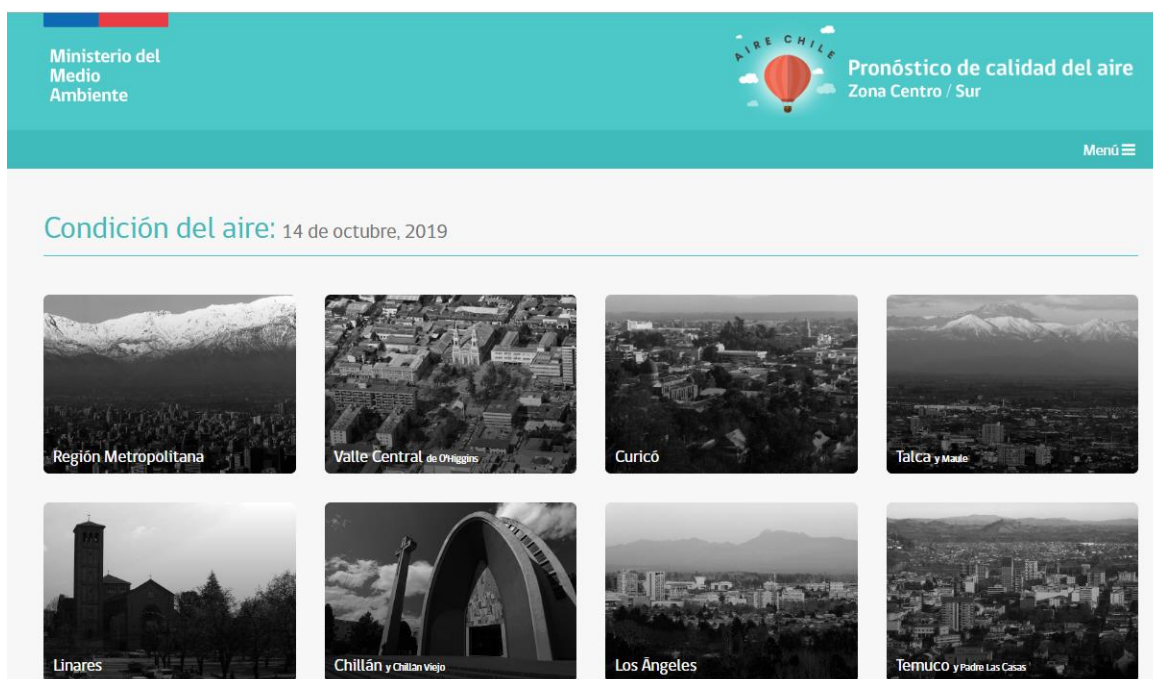 Ministerio del
Medio
Ambiente
AIRE CHILE
Pronóstico de calidad del aire
Zona Centro / Sur
Menú
Condición del aire: 14 de octubre, 2019
Región Metropolitana
Valle Central de O'Higgins
Curicó
Talca y Maule
Linares
Chillán y Chillán Viejo
Los Ángeles
Temuco y Padre Las Casas